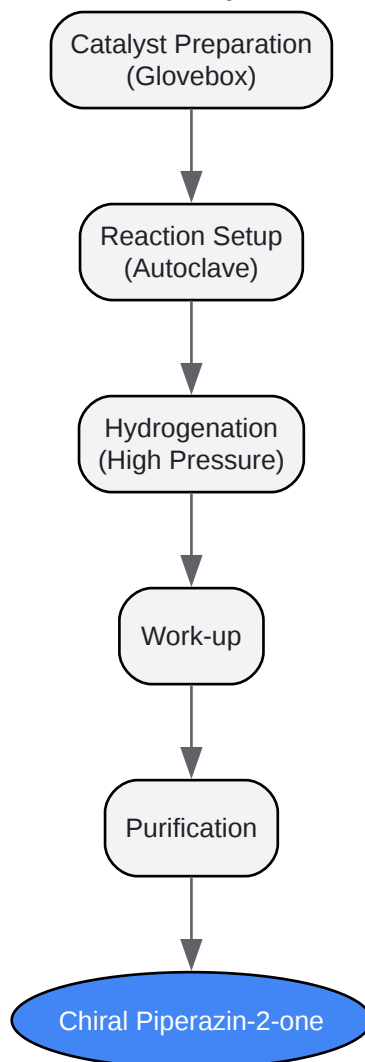 Catalyst Preparation
(Glovebox)
Reaction Setup
(Autoclave)
Hydrogenation
(High Pressure)
Work-up
Purification
Chiral Piperazin-2-one